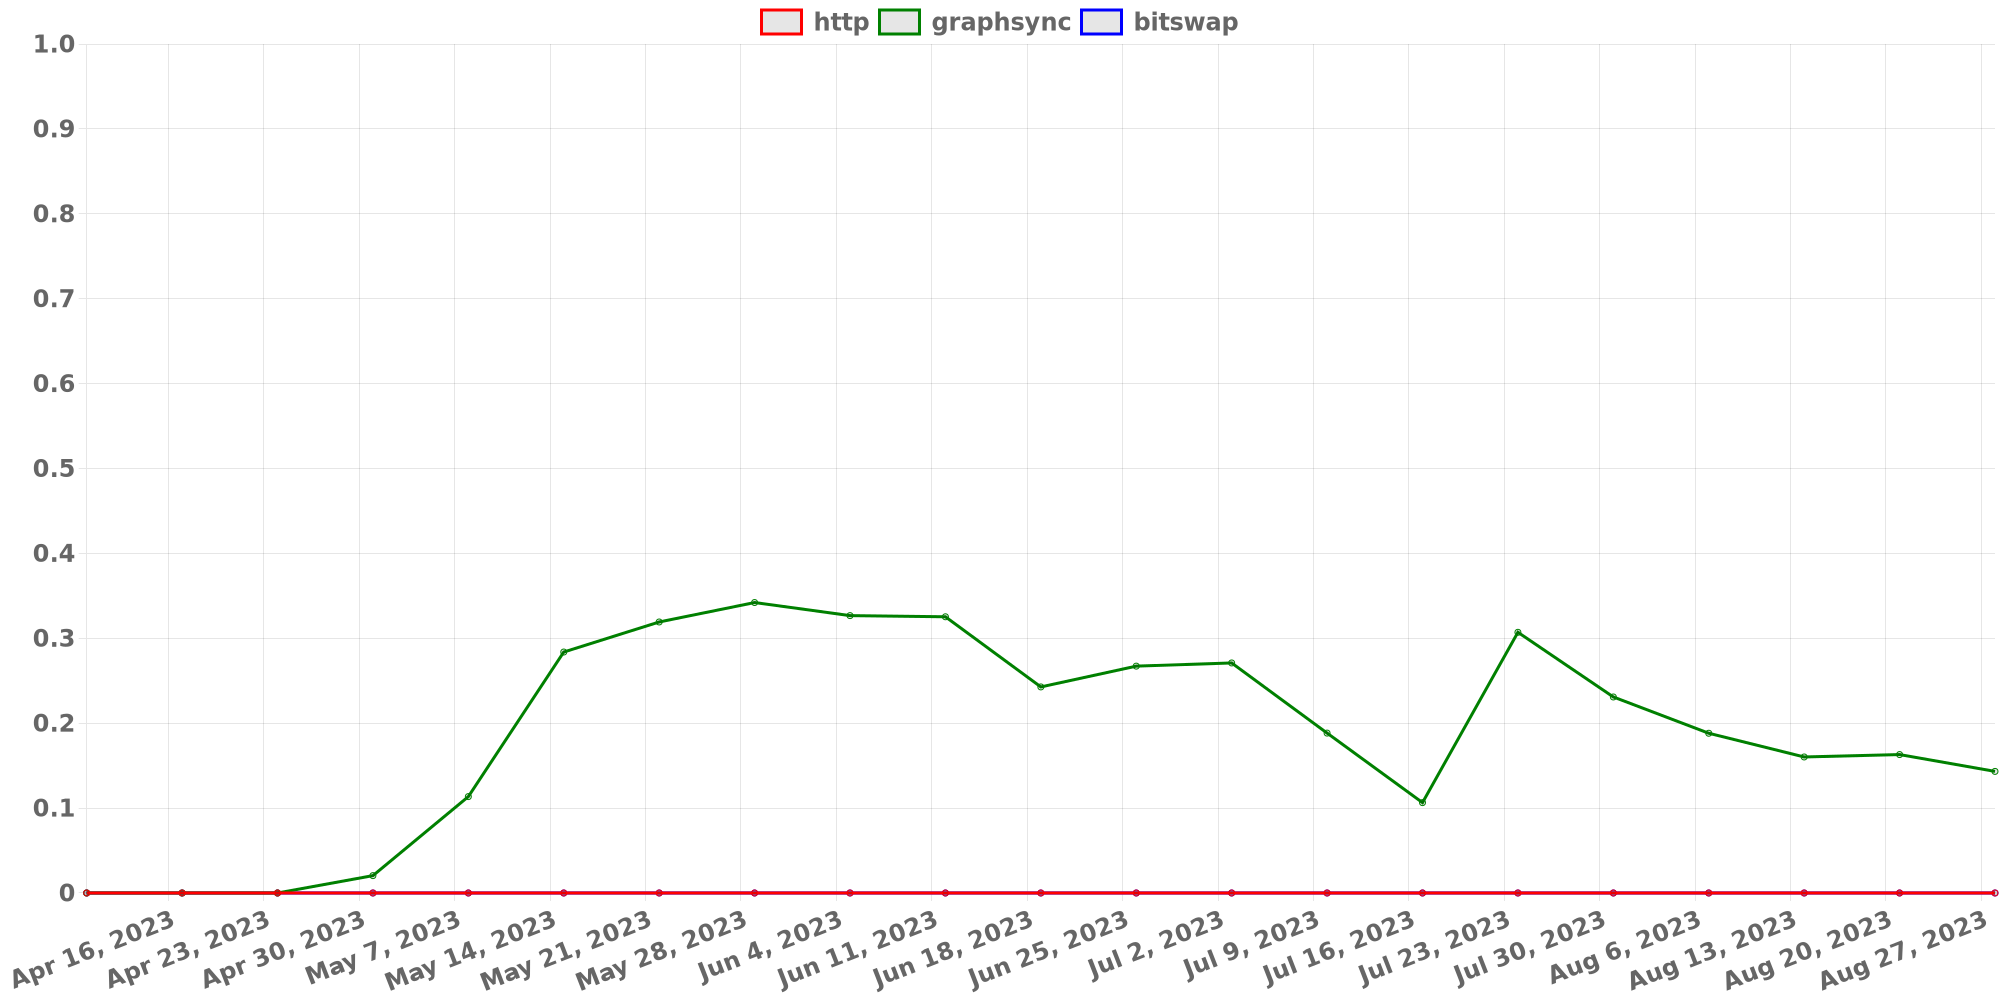 http graphsync bitswap
1.0
0.9
0.8
0.7
0.6
0.5
0.4
0.3
0.2
0.1
0
Apr 16, 2023
Apr 23, 2023
Apr 30, 2023
May 7, 2023
May 14, 2023
May 21, 2023
May 28, 2023
Jun 4, 2023
Jun 11, 2023
Jun 18, 2023
Jun 25, 2023
Jul 2, 2023
Jul 9, 2023
Jul 16, 2023
Jul 23, 2023
Jul 30, 2023
Aug 6, 2023
Aug 13, 2023
Aug 20, 2023
Aug 27, 2023